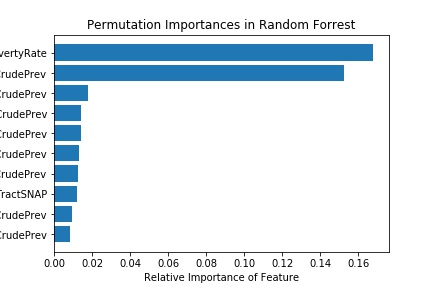 Permutation Importances in Random Forrest
vertyRate
CrudePrev
CrudePrev
CrudePrev
CrudePrev
CrudePrev
CrudePrev
TractSNAP
CrudePrev
CrudePrev
0.00 0.02 0.04 0.06 0.08 0.10 0.12 0.14 0.16
Relative Importance of Feature